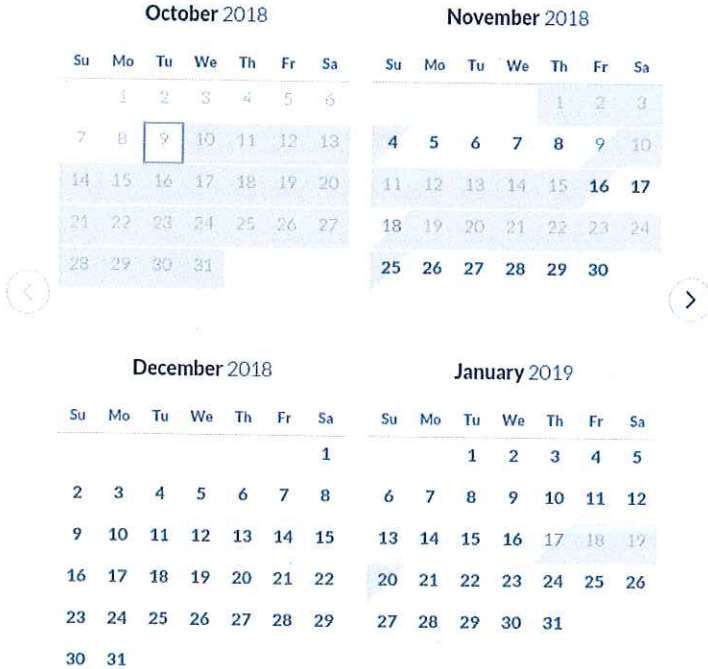 October 2018
Su Mo Tu We Th Fr Sa
1 2 3 4 5 6
7 8 9 10 11 12 13
14 15 16 17 18 19 20
21 22 23 24 25 26 27
28 29 30 31
November 2018
Su Mo Tu We Th Fr Sa
1 2 3
4 5 6 7 8 9 10
11 12 13 14 15 16 17
18 19 20 21 22 23 24
25 26 27 28 29 30
December 2018
Su Mo Tu We Th Fr Sa
1
2 3 4 5 6 7 8
9 10 11 12 13 14 15
16 17 18 19 20 21 22
23 24 25 26 27 28 29
30 31
January 2019
Su Mo Tu We Th Fr Sa
1 2 3 4 5
6 7 8 9 10 11 12
13 14 15 16 17 18 19
20 21 22 23 24 25 26
27 28 29 30 31